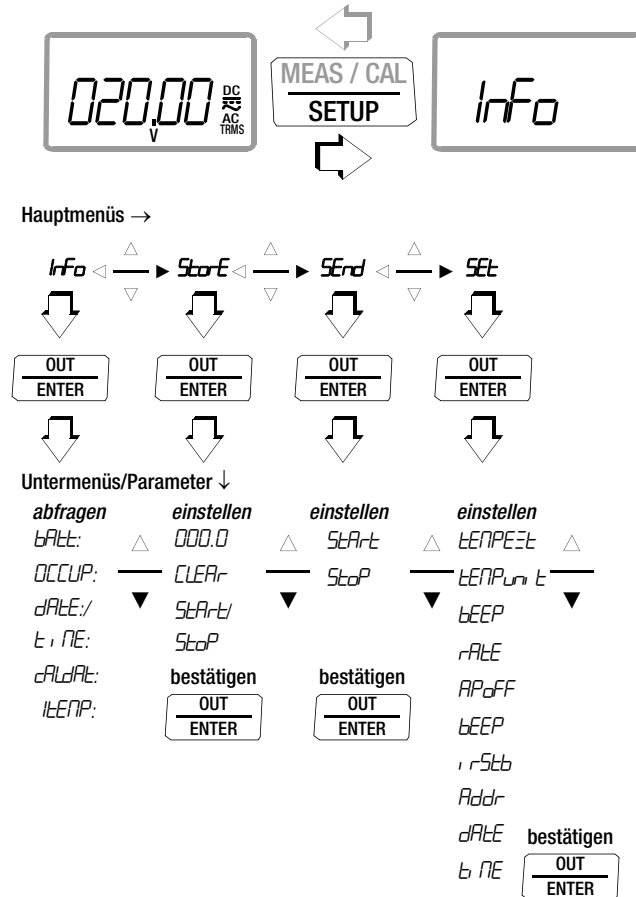 MEAS / CAL
SETUP
020.00 V DC AC TRMS
InFo
Hauptmenüs →
InFo StorE SEnd SEt
OUT OUT OUT OUT
ENTER ENTER ENTER ENTER
Untermenüs/Parameter ↓
abfragen
bAtt:
OCCUP:
dAtE:/
tiME:
cALdAt:
ItEMP:
einstellen
000.0
CLEAr
StArt/
StoP
bestätigen
OUT
ENTER
einstellen
StArt
StoP
bestätigen
OUT
ENTER
einstellen
tEMPunit
bEEP
rAtE
APoFF
bEEP
irStb
Addr
dAtE
tiME
bestätigen
OUT
ENTER